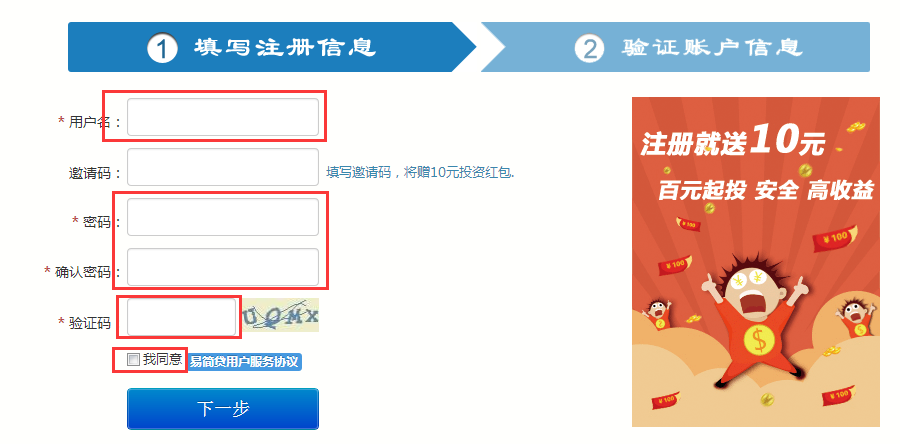 1 填写注册信息
2 验证账户信息
* 用户名：
邀请码：
填写邀请码，将赠10元投资红包.
* 密码：
* 确认密码：
* 验证码
UQMX
我同意 易简贷用户服务协议
下一步
注册就送10元
百元起投 安全 高收益
¥100
¥100
¥100
¥100
¥100